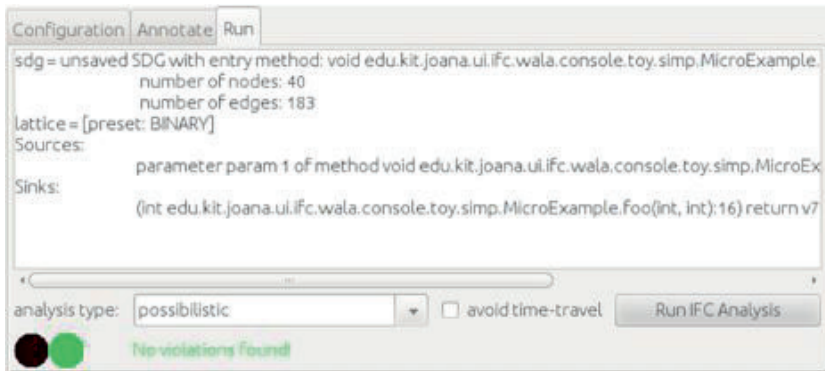 Configuration Annotate Run
sdg = unsaved SDG with entry method: void edu.kit.joana.ui.ifc.wala.console.toy.simp.MicroExample.
number of nodes: 40
number of edges: 183
lattice = [preset: BINARY]
Sources:
parameter param 1 of method void edu.kit.joana.ui.ifc.wala.console.toy.simp.MicroEx
Sinks:
(int edu.kit.joana.ui.ifc.wala.console.toy.simp.MicroExample.foo(int, int):16) return v7
analysis type: possibilistic avoid time-travel Run IFC Analysis
No violations found!